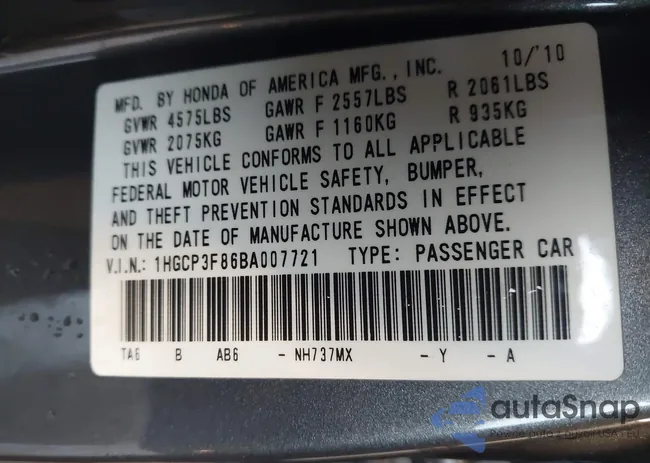 10/'10
MFD. BY HONDA OF AMERICA MFG., INC.
GVWR 4575LBS GAWR F 2557LBS R 2061LBS
GVWR 2075KG GAWR F 1160KG R 935KG
THIS VEHICLE CONFORMS TO ALL APPLICABLE
FEDERAL MOTOR VEHICLE SAFETY, BUMPER,
AND THEFT PREVENTION STANDARDS IN EFFECT
ON THE DATE OF MANUFACTURE SHOWN ABOVE.
V.I.N.: 1HGCP3F86BA007721 TYPE: PASSENGER CAR
TA6 B AB6 - NH737MX - Y - A
autaSnap